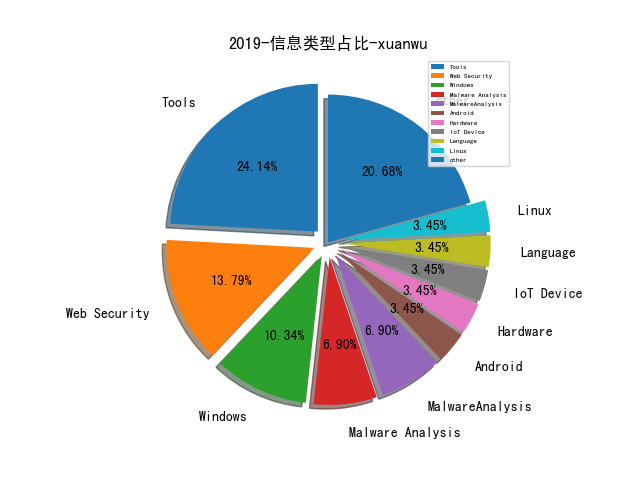 2019-信息类型占比-xuanwu
Tools
Web Security
Windows
Malware Analysis
MalwareAnalysis
Android
Hardware
IoT Device
Language
Linux
other
Tools
24.14%
20.68%
Linux
3.45%
Language
3.45%
IoT Device
3.45%
Hardware
3.45%
Android
3.45%
MalwareAnalysis
6.90%
Malware Analysis
6.90%
Windows
10.34%
Web Security
13.79%